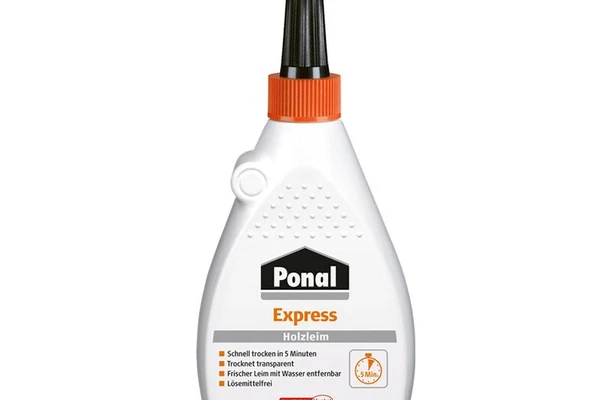 Ponal
Express
Holzleim
Schnell trocken in 5 Minuten
Trocknet transparent
Frischer Leim mit Wasser entfernbar
Lösemittelfrei
5 Min.